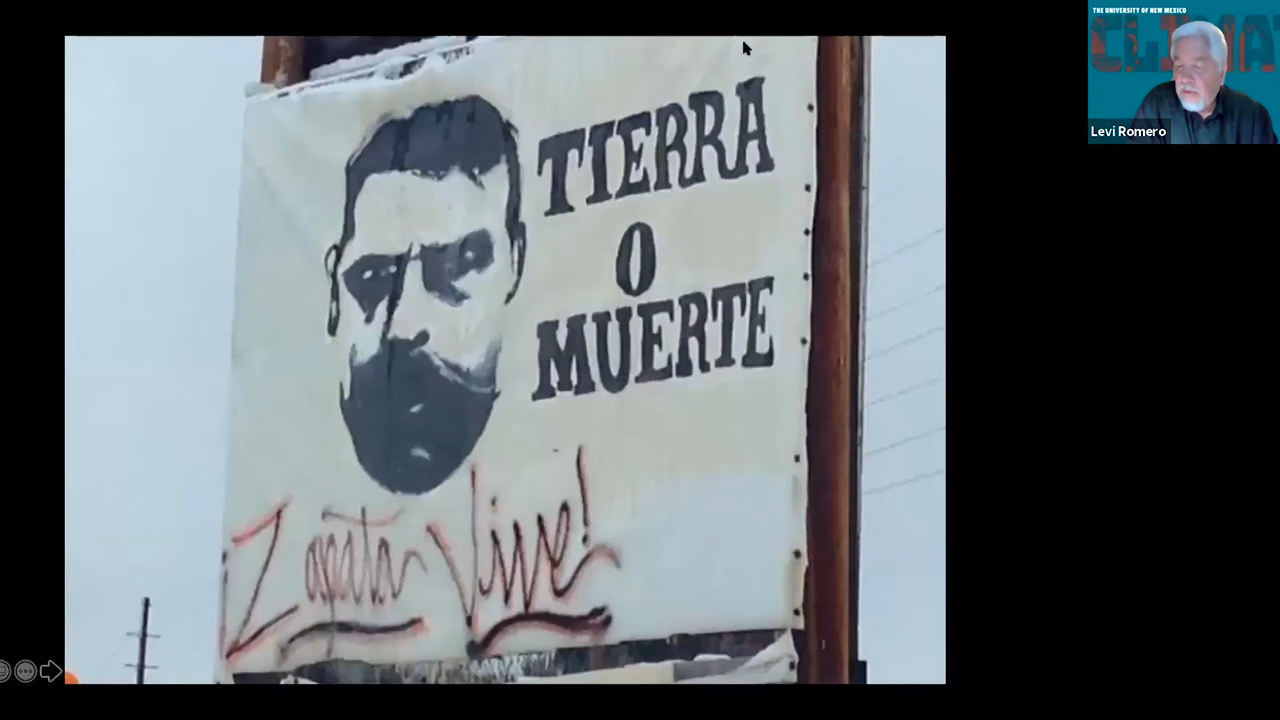 TIERRA
O
MUERTE
¡Zapata Vive!
THE UNIVERSITY OF NEW MEXICO
Levi Romero